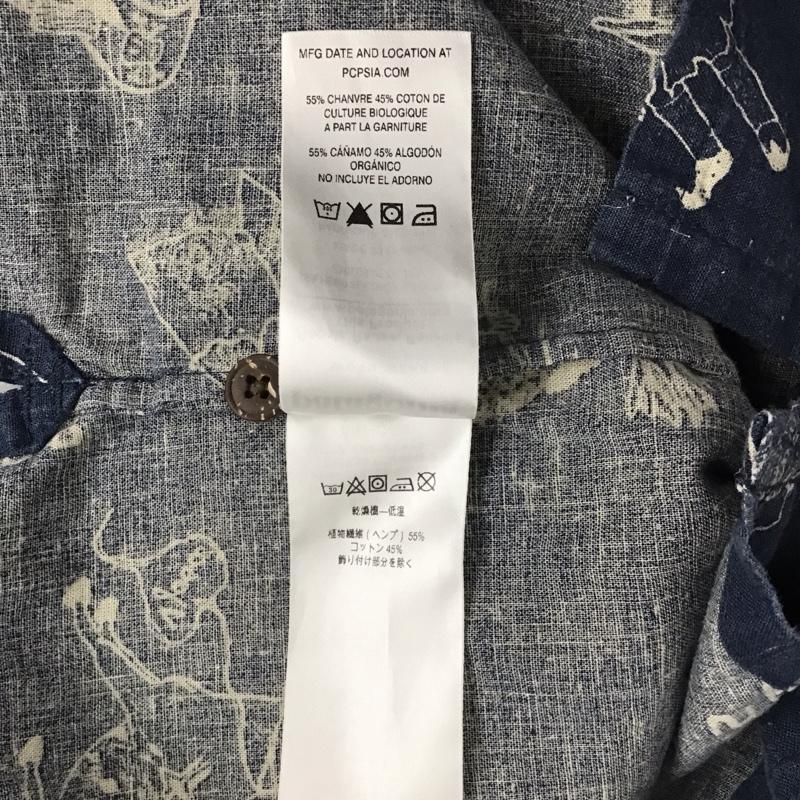 MFG DATE AND LOCATION AT
PCPSIA.COM
55% CHANVRE 45% COTON DE
CULTURE BIOLOGIQUE
A PART LA GARNITURE
55% CÁÑAMO 45% ALGODÓN
ORGÁNICO
NO INCLUYE EL ADORNO
30
乾燥機—低温
植物繊維(ヘンプ)55%
コットン45%
飾り付け部分を除く